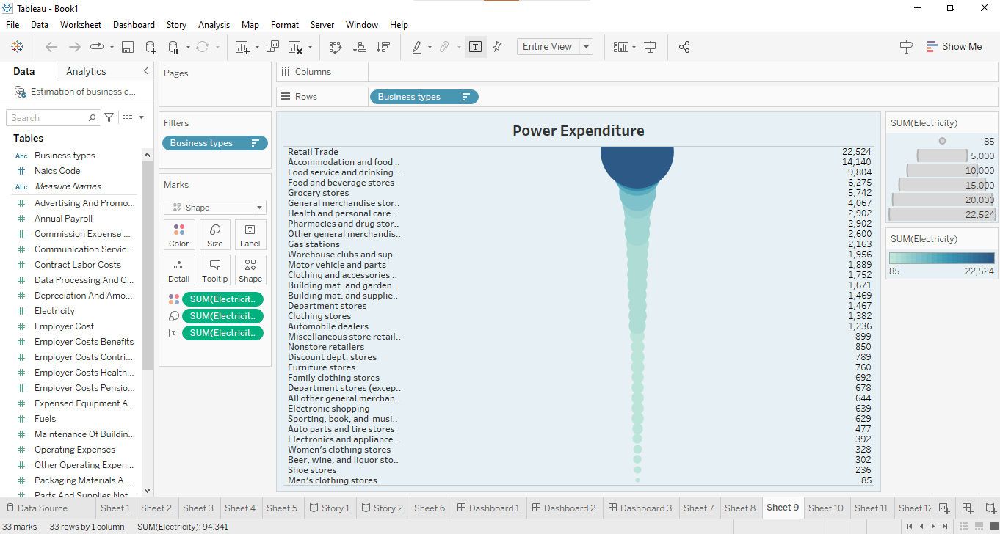 Tableau - Book1
File Data Worksheet Dashboard Story Analysis Map Format Server Window Help
Entire View
Show Me
Data Analytics
Estimation of business e...
Search
Tables
Abc Business types
# Naics Code
Abc Measure Names
# Advertising And Promo...
# Annual Payroll
# Commission Expense ...
# Communication Servic...
# Contract Labor Costs
# Data Processing And C...
# Depreciation And Amo...
# Electricity
# Employer Cost
# Employer Costs Benefits
# Employer Costs Contri...
# Employer Costs Health...
# Employer Costs Pensio...
# Expensed Equipment A...
# Fuels
# Maintenance Of Buildin...
# Operating Expenses
# Other Operating Expen...
# Packaging Materials A...
# Parts And Supplies Not
Pages
Filters
Business types
Marks
Shape
Color Size Label
Detail Tooltip Shape
SUM(Electricit..
SUM(Electricit..
SUM(Electricit..
Columns
Rows Business types
Power Expenditure
Retail Trade 22,524
Accommodation and food .. 14,140
Food service and drinking .. 9,804
Food and beverage stores 6,275
Grocery stores 5,742
General merchandise stor.. 4,067
Health and personal care .. 2,902
Pharmacies and drug stor.. 2,902
Other general merchandis.. 2,600
Gas stations 2,163
Warehouse clubs and sup.. 1,956
Motor vehicle and parts 1,889
Clothing and accessories .. 1,752
Building mat. and garden .. 1,671
Building mat. and supplie.. 1,469
Department stores 1,467
Clothing stores 1,382
Automobile dealers 1,236
Miscellaneous store retail.. 899
Nonstore retailers 850
Discount dept. stores 789
Furniture stores 760
Family clothing stores 692
Department stores (excep.. 678
All other general merchan.. 644
Electronic shopping 639
Sporting, book, and musi.. 629
Auto parts and tire stores 477
Electronics and appliance .. 392
Women’s clothing stores 328
Beer, wine, and liquor sto.. 302
Shoe stores 236
Men’s clothing stores 85
SUM(Electricity)
85
5,000
10,000
15,000
20,000
22,524
SUM(Electricity)
85 22,524
Data Source Sheet 1 Sheet 2 Sheet 3 Sheet 4 Sheet 5 Story 1 Story 2 Sheet 6 Dashboard 1 Dashboard 2 Dashboard 3 Sheet 7 Sheet 8 Sheet 9 Sheet 10 Sheet 11 Sheet 12
33 marks 33 rows by 1 column SUM(Electricity): 94,341